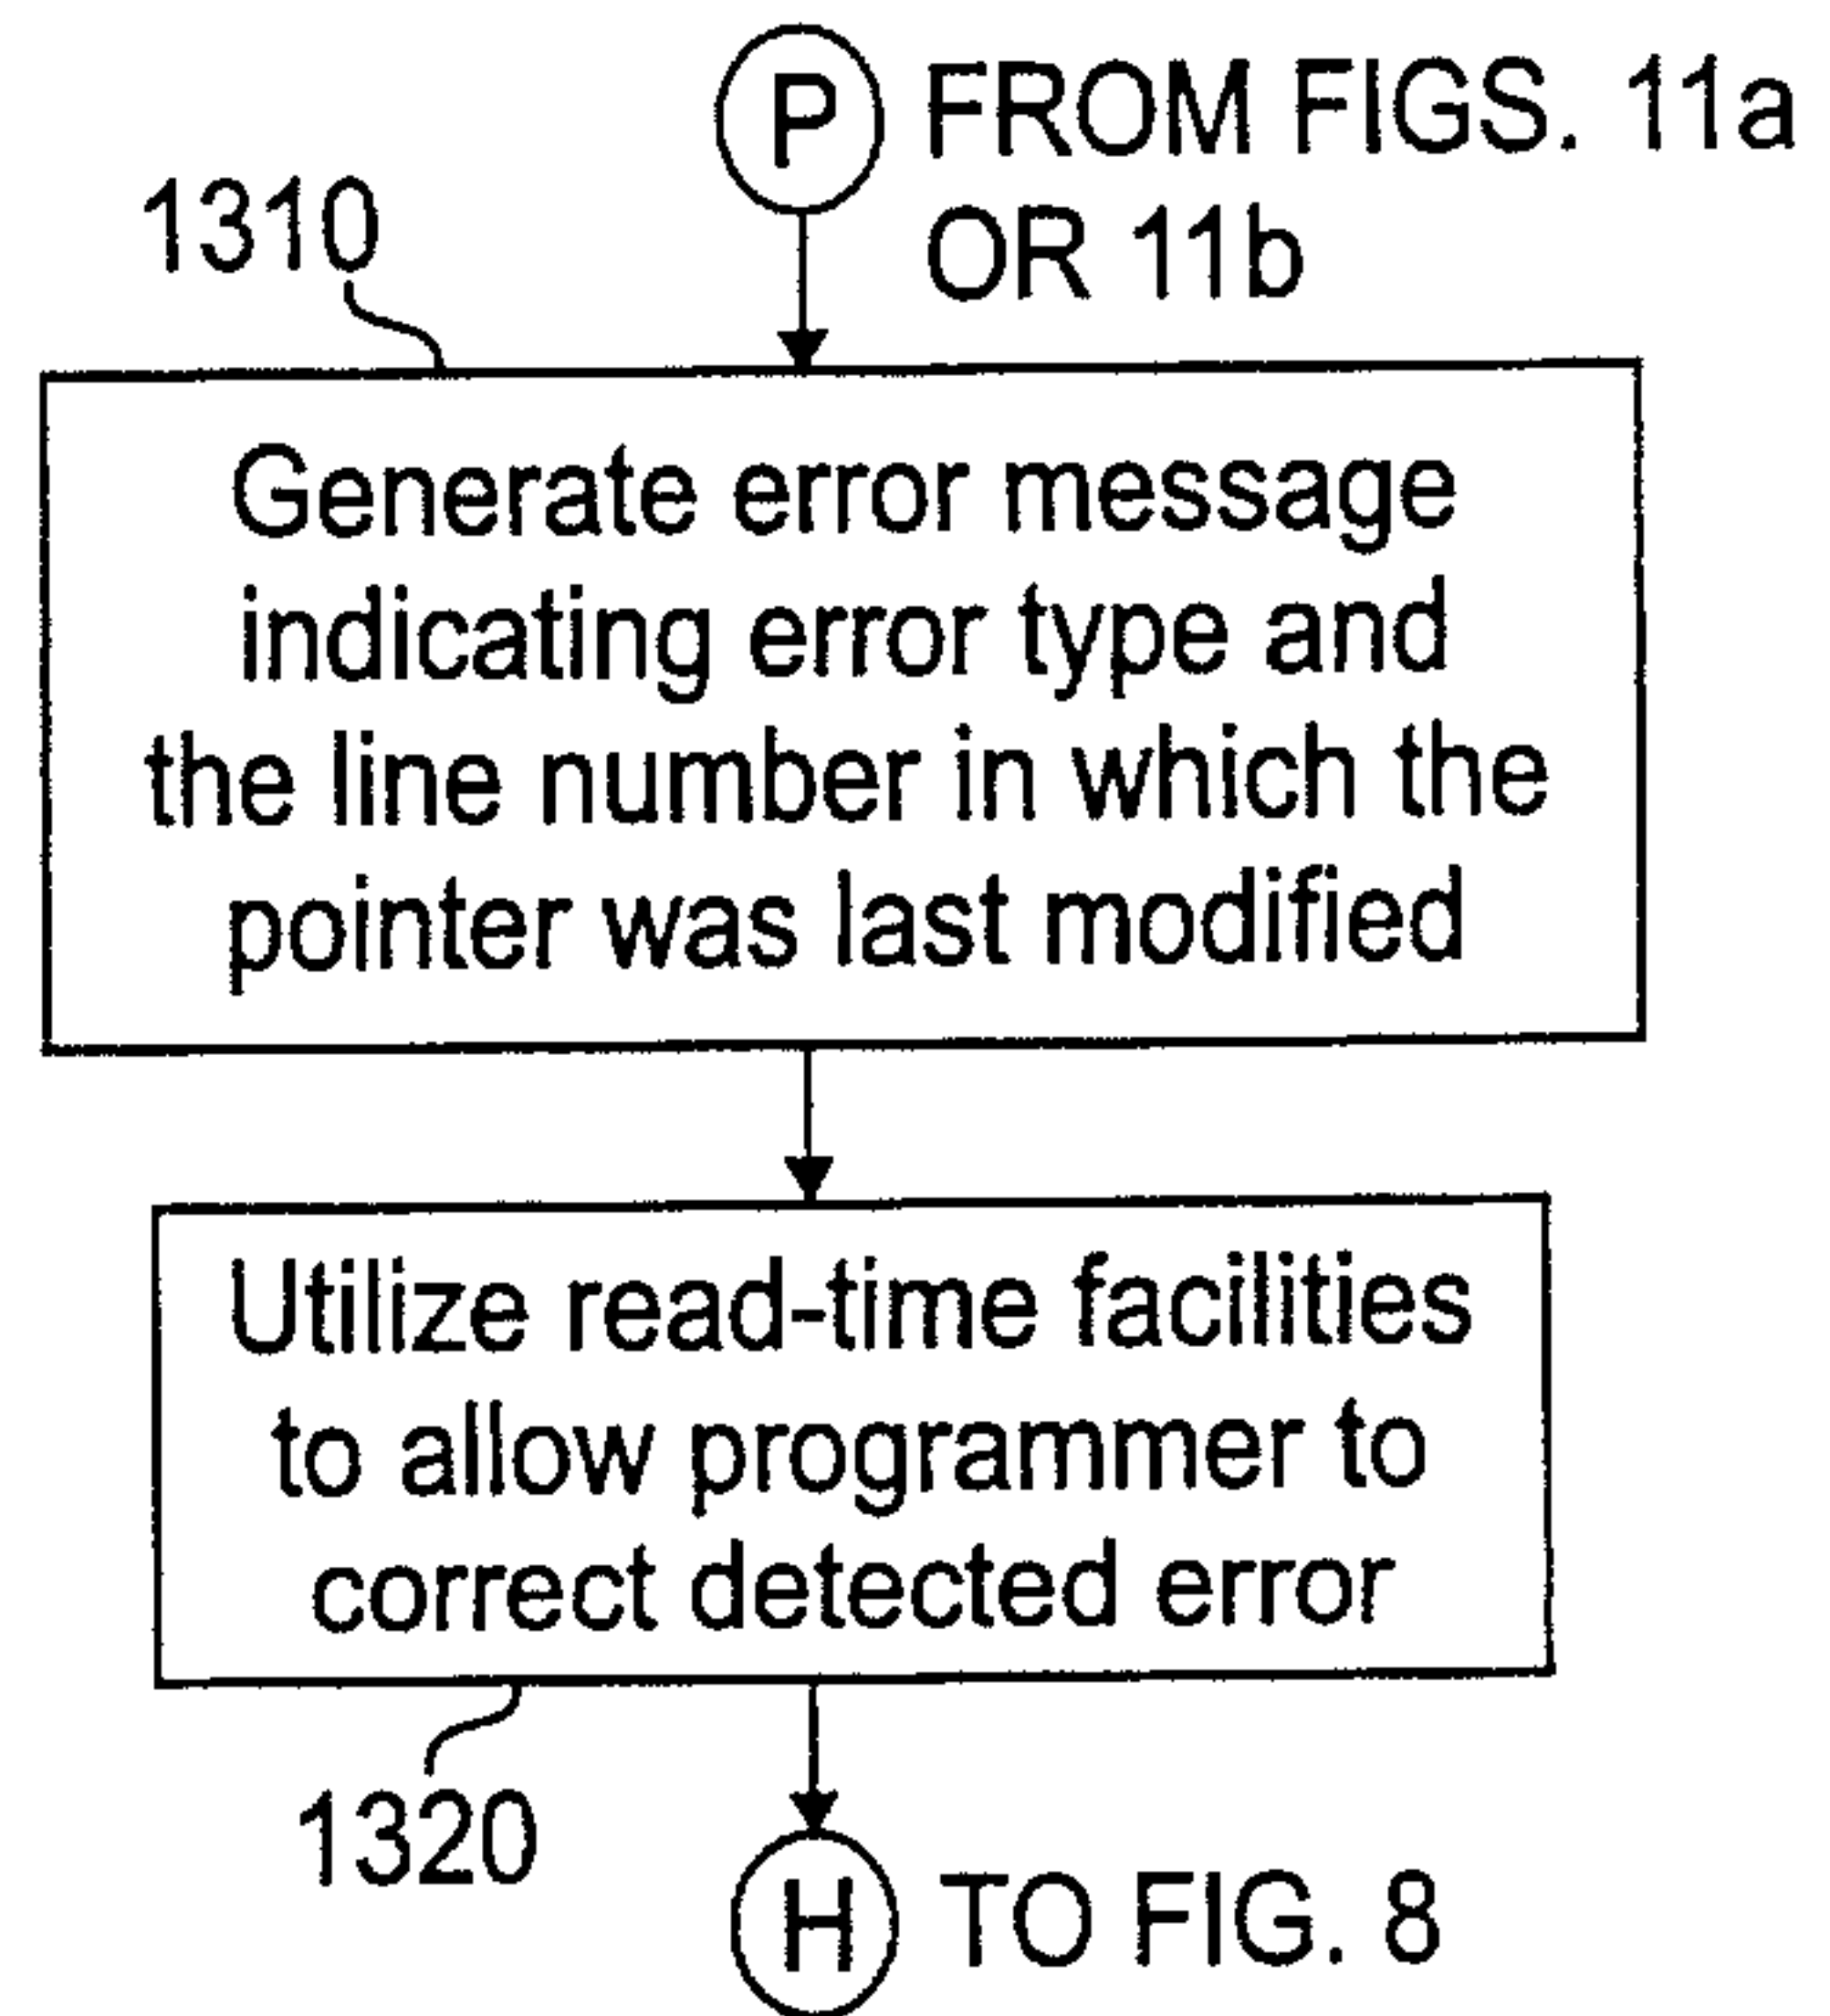 P FROM FIGS. 11a
OR 11b
1310
Generate error message
indicating error type and
the line number in which the
pointer was last modified
Utilize read-time facilities
to allow programmer to
correct detected error
1320
H TO FIG. 8